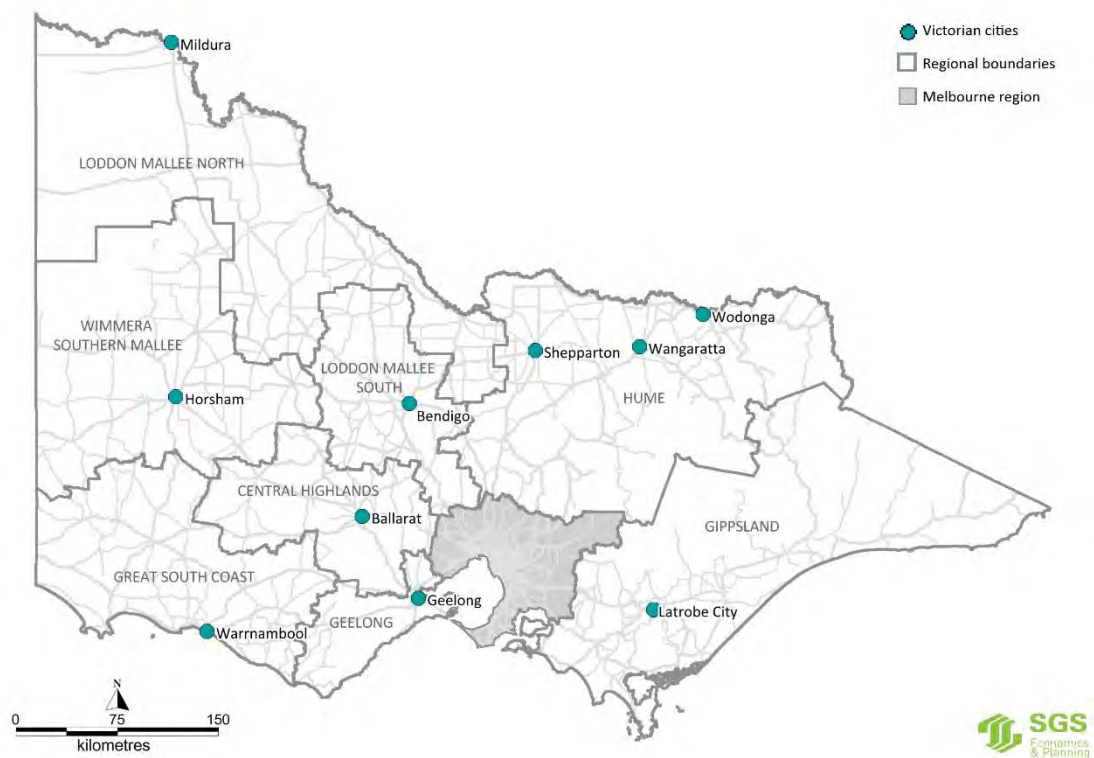 Victorian cities
Regional boundaries
Melbourne region
Mildura
LODDON MALLEE NORTH
Wodonga
WIMMERA
SOUTHERN MALLEE
Shepparton
Wangaratta
LODDON MALLEE
SOUTH
Horsham
HUME
Bendigo
CENTRAL HIGHLANDS
Ballarat
GIPPSLAND
GREAT SOUTH COAST
Geelong
Latrobe City
GEELONG
Warrnambool
N
0 75 150
kilometres
SGS
Economics
& Planning